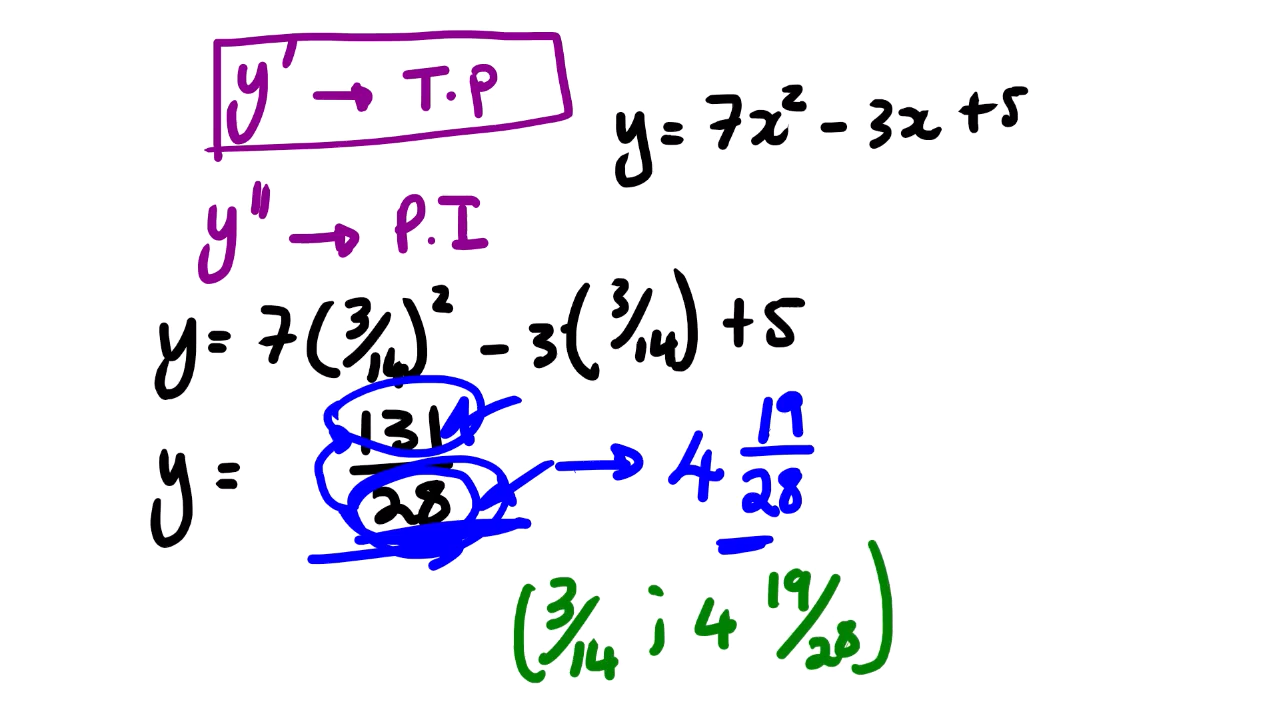 y' → T.P
y = 7x² - 3x + 5
y'' → P.I
y = 7(3/14)² - 3(3/14) + 5
y = 131/28 → 4 19/28
(3/14 ; 4 19/28)